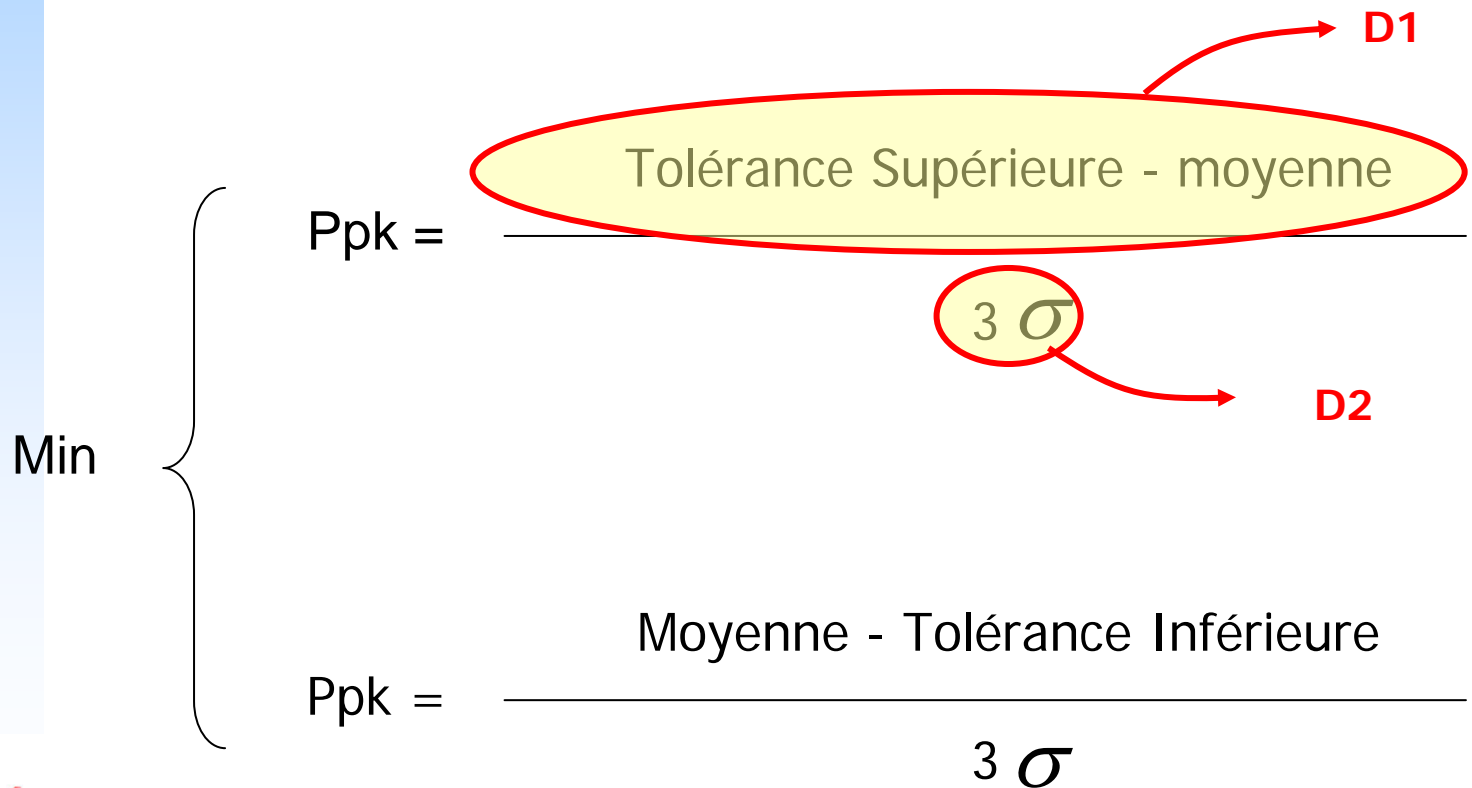 D1
Tolérance Supérieure - moyenne
Ppk =
3 σ
D2
Min
Moyenne - Tolérance Inférieure
Ppk =
3 σ